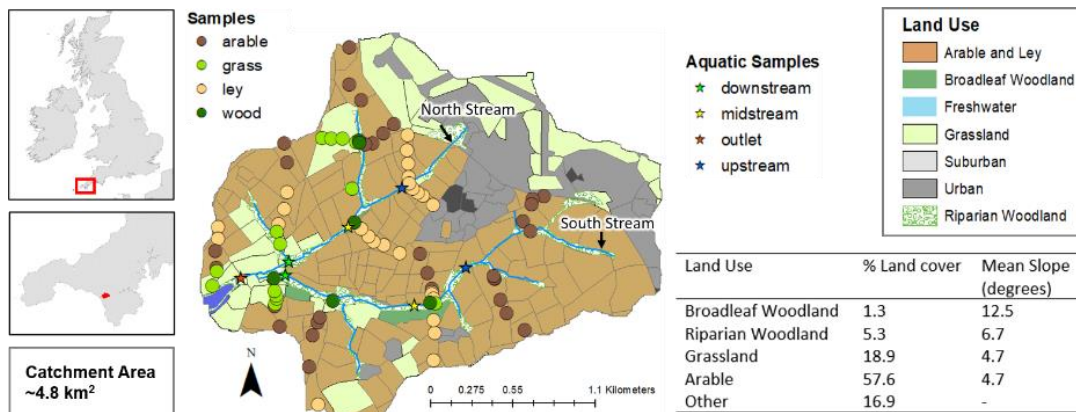 Samples
arable
grass
ley
wood
North Stream
South Stream
Aquatic Samples
downstream
midstream
outlet
upstream
Land Use
Arable and Ley
Broadleaf Woodland
Freshwater
Grassland
Suburban
Urban
Riparian Woodland
Catchment Area
~4.8 km²
N
0 0.275 0.55 1.1 Kilometers
Land Use % Land cover Mean Slope
(degrees)
Broadleaf Woodland 1.3 12.5
Riparian Woodland 5.3 6.7
Grassland 18.9 4.7
Arable 57.6 4.7
Other 16.9 -